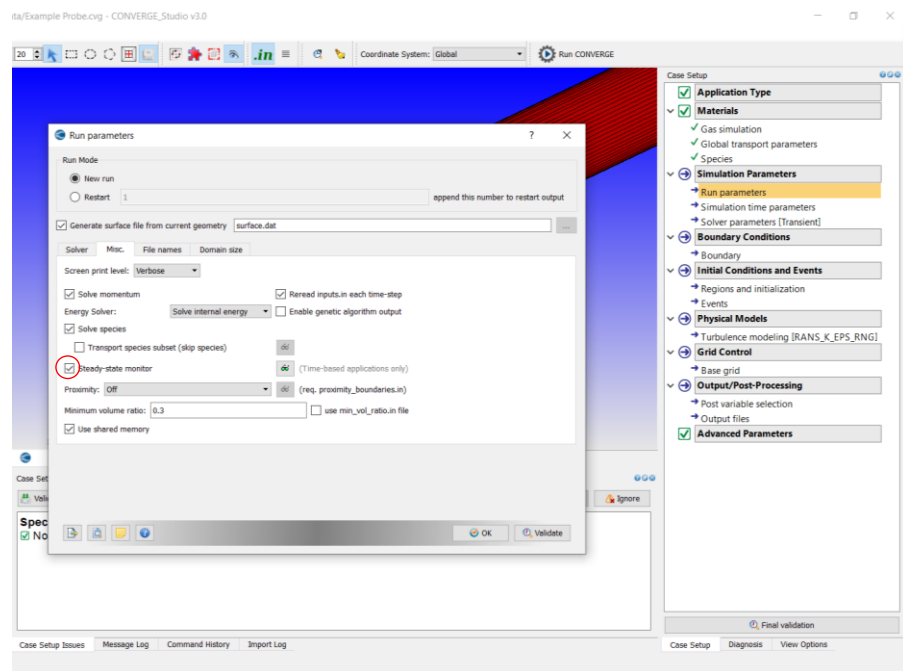 ita/Example Probe.cvg - CONVERGE_Studio v3.0
20 .in Coordinate System: Global Run CONVERGE
Case Setup
Application Type
Materials
Gas simulation
Global transport parameters
Species
Simulation Parameters
Run parameters
Simulation time parameters
Solver parameters [Transient]
Boundary Conditions
Boundary
Initial Conditions and Events
Regions and initialization
Events
Physical Models
Turbulence modeling [RANS_K_EPS_RNG]
Grid Control
Base grid
Output/Post-Processing
Post variable selection
Output files
Advanced Parameters
Final validation
Case Setup Diagnosis View Options
Run parameters ?
Run Mode
New run
Restart 1 append this number to restart output
Generate surface file from current geometry surface.dat ...
Solver Misc. File names Domain size
Screen print level: Verbose
Solve momentum Reread inputs.in each time-step
Energy Solver: Solve internal energy Enable genetic algorithm output
Solve species
Transport species subset (skip species)
Steady-state monitor (Time-based applications only)
Proximity: Off (req. proximity_boundaries.in)
Minimum volume ratio: 0.3 use min_vol_ratio.in file
Use shared memory
OK Validate
Case Set
Vali Ignore
Spec
No
Case Setup Issues Message Log Command History Import Log